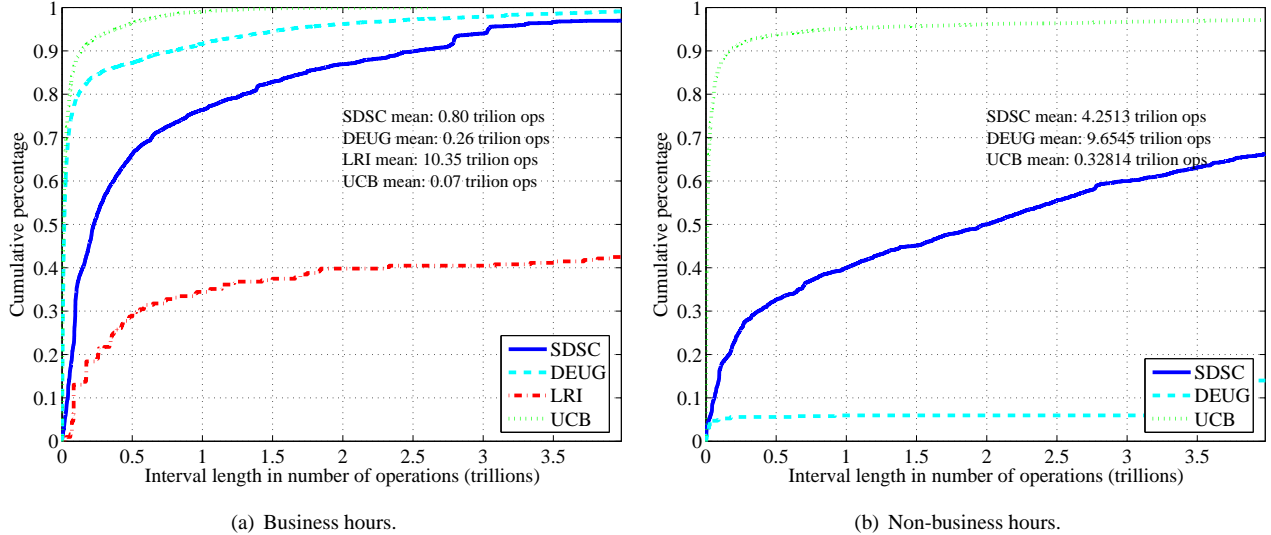 1
0.9
0.8
0.7
0.6
0.5
0.4
0.3
0.2
0.1
0
Cumulative percentage
SDSC mean: 0.80 trilion ops
DEUG mean: 0.26 trilion ops
LRI mean: 10.35 trilion ops
UCB mean: 0.07 trilion ops
SDSC
DEUG
LRI
UCB
0 0.5 1 1.5 2 2.5 3 3.5
Interval length in number of operations (trillions)
(a) Business hours.
1
0.9
0.8
0.7
0.6
0.5
0.4
0.3
0.2
0.1
0
Cumulative percentage
SDSC mean: 4.2513 trilion ops
DEUG mean: 9.6545 trilion ops
UCB mean: 0.32814 trilion ops
SDSC
DEUG
UCB
0 0.5 1 1.5 2 2.5 3 3.5
Interval length in number of operations (trillions)
(b) Non-business hours.